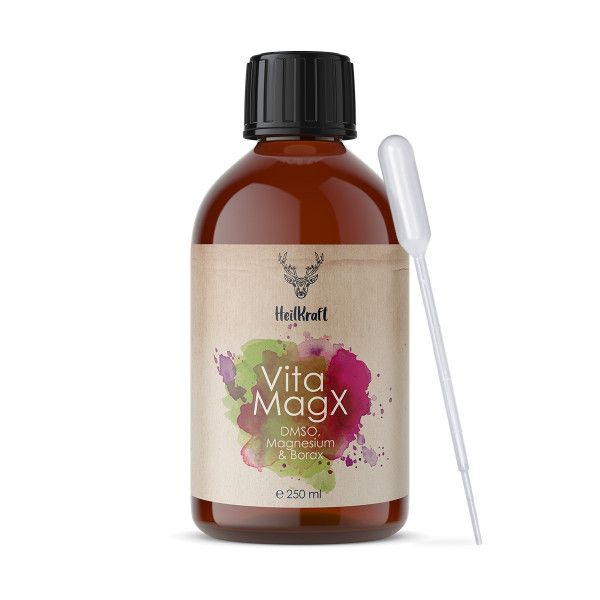 HeilKraft
Vita
MagX
DMSO,
Magnesium
& Borax
℮ 250 ml